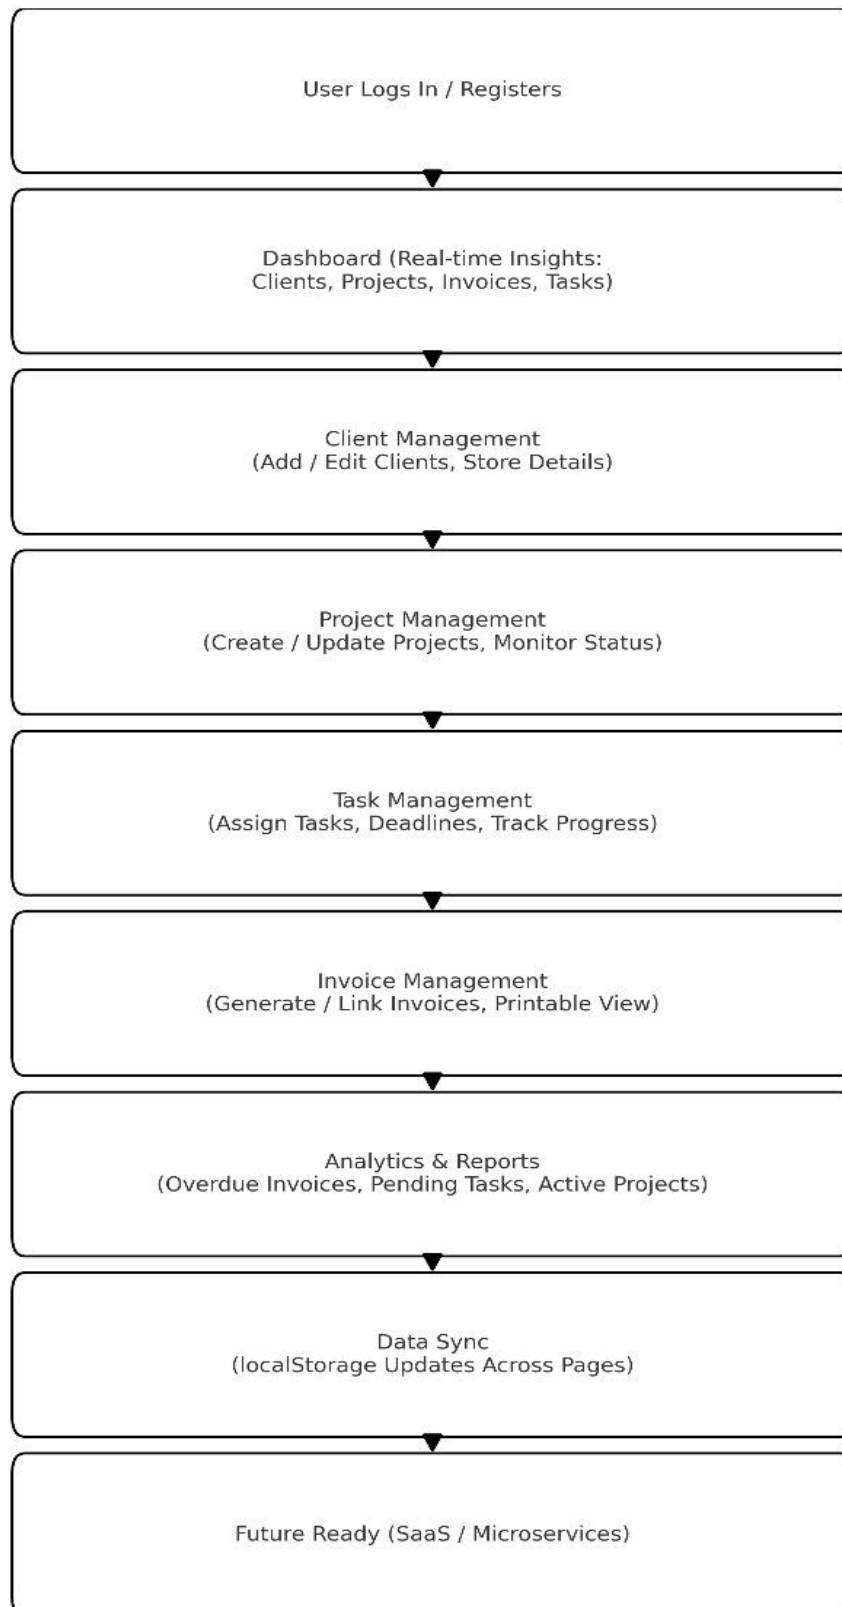 User Logs In / Registers
Dashboard (Real-time Insights:
Clients, Projects, Invoices, Tasks)
Client Management
(Add / Edit Clients, Store Details)
Project Management
(Create / Update Projects, Monitor Status)
Task Management
(Assign Tasks, Deadlines, Track Progress)
Invoice Management
(Generate / Link Invoices, Printable View)
Analytics & Reports
(Overdue Invoices, Pending Tasks, Active Projects)
Data Sync
(localStorage Updates Across Pages)
Future Ready (SaaS / Microservices)